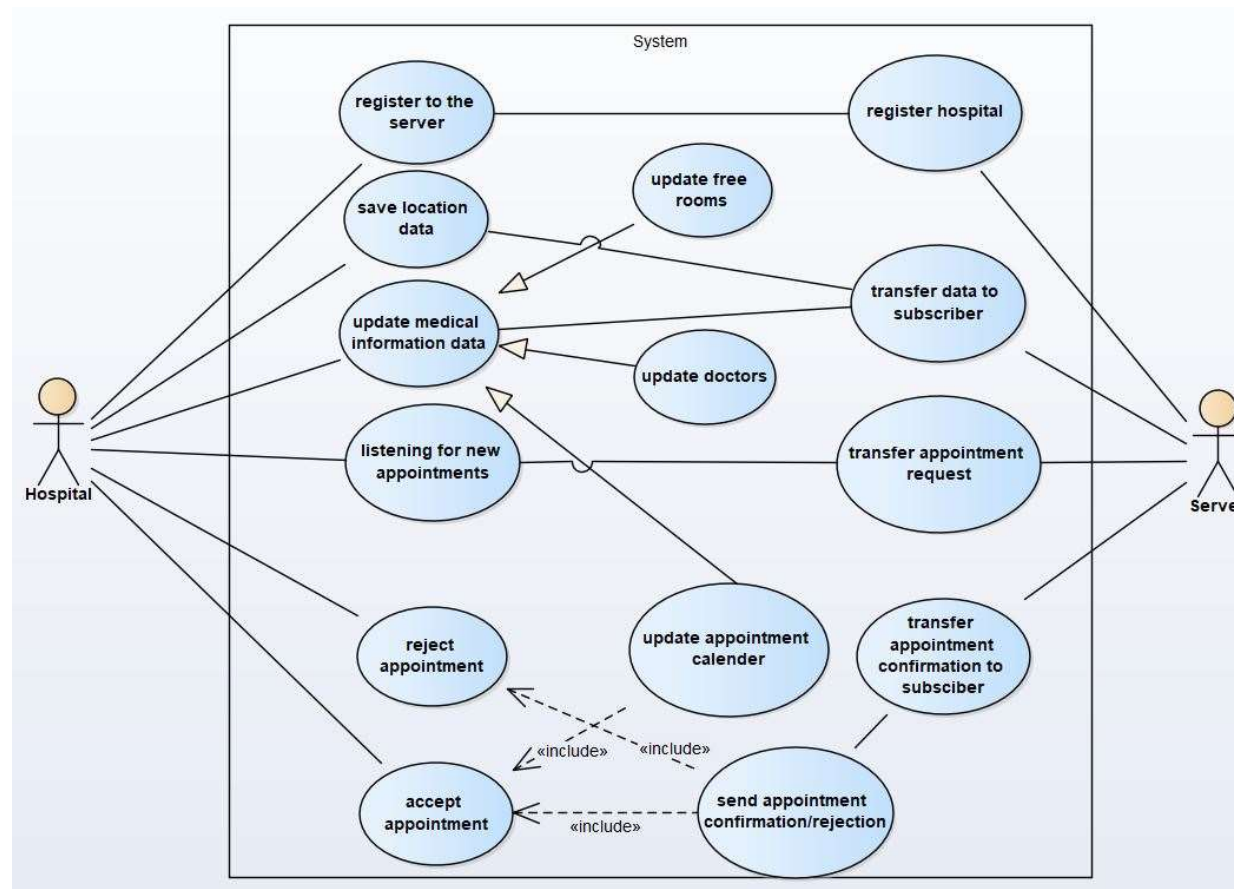 System
register to the
server
register hospital
update free
rooms
save location
data
transfer data to
subscriber
update medical
information data
update doctors
listening for new
appointments
transfer appointment
request
Hospital
Serve
reject
appointment
update appointment
calender
transfer
appointment
confirmation to
subsciber
«include»
«include»
accept
appointment
«include»
send appointment
confirmation/rejection